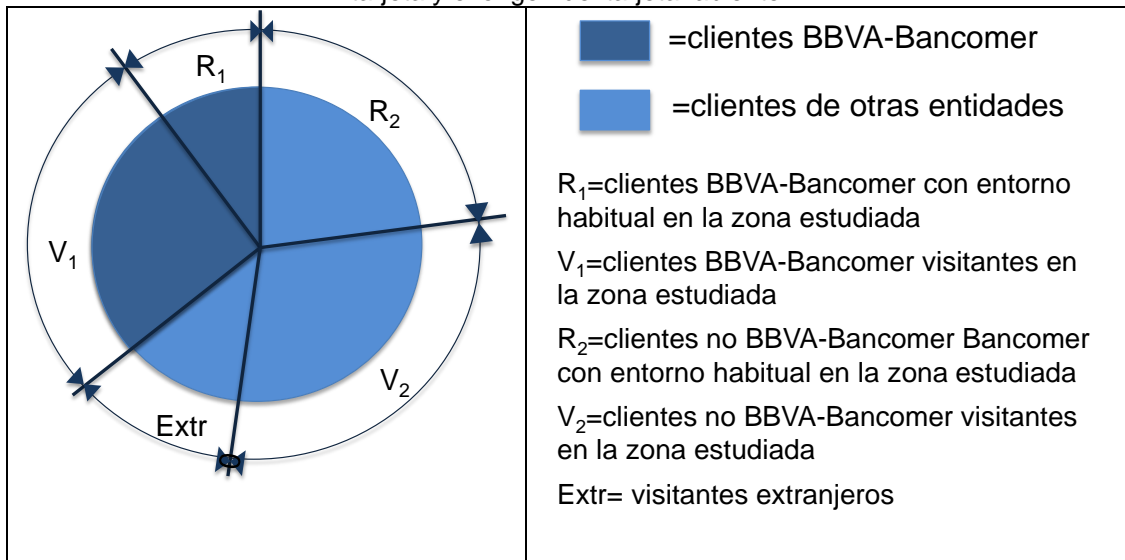 R₁
R₂
V₁
V₂
Extr
=clientes BBVA-Bancomer
=clientes de otras entidades
R₁=clientes BBVA-Bancomer con entorno
habitual en la zona estudiada
V₁=clientes BBVA-Bancomer visitantes en
la zona estudiada
R₂=clientes no BBVA-Bancomer Bancomer
con entorno habitual en la zona estudiada
V₂=clientes no BBVA-Bancomer visitantes
en la zona estudiada
Extr= visitantes extranjeros